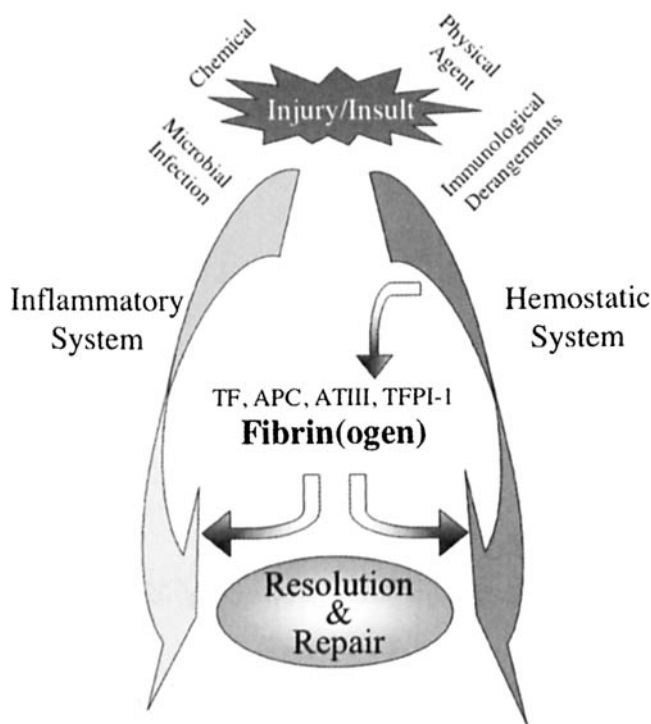 Chemical
Physical
Agent
Injury/Insult
Microbial
Infection
Immunological
Derangements
Inflammatory
System
Hemostatic
System
TF, APC, ATIII, TFPI-1
Fibrin(ogen)
Resolution
&
Repair